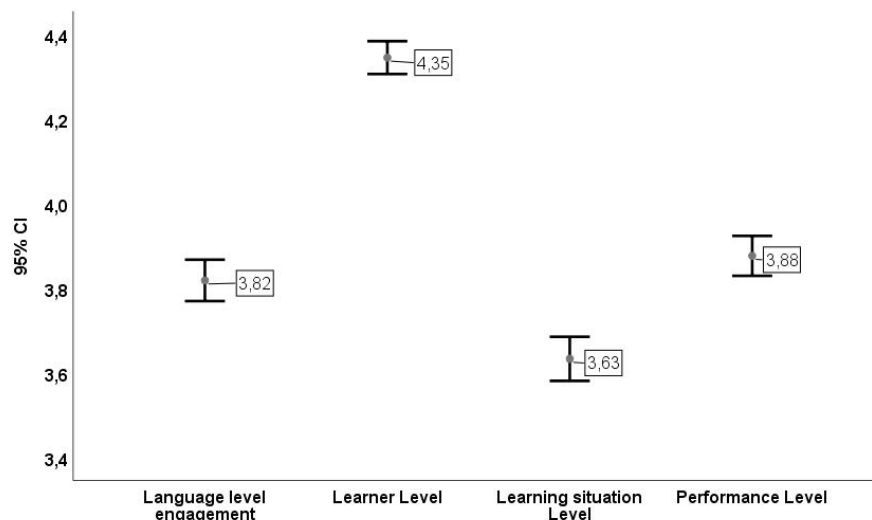 4,4
4,35
4,2
4,0
95% CI
3,88
3,82
3,8
3,63
3,6
3,4
Language level
engagement
Learner Level
Learning situation
Level
Performance Level